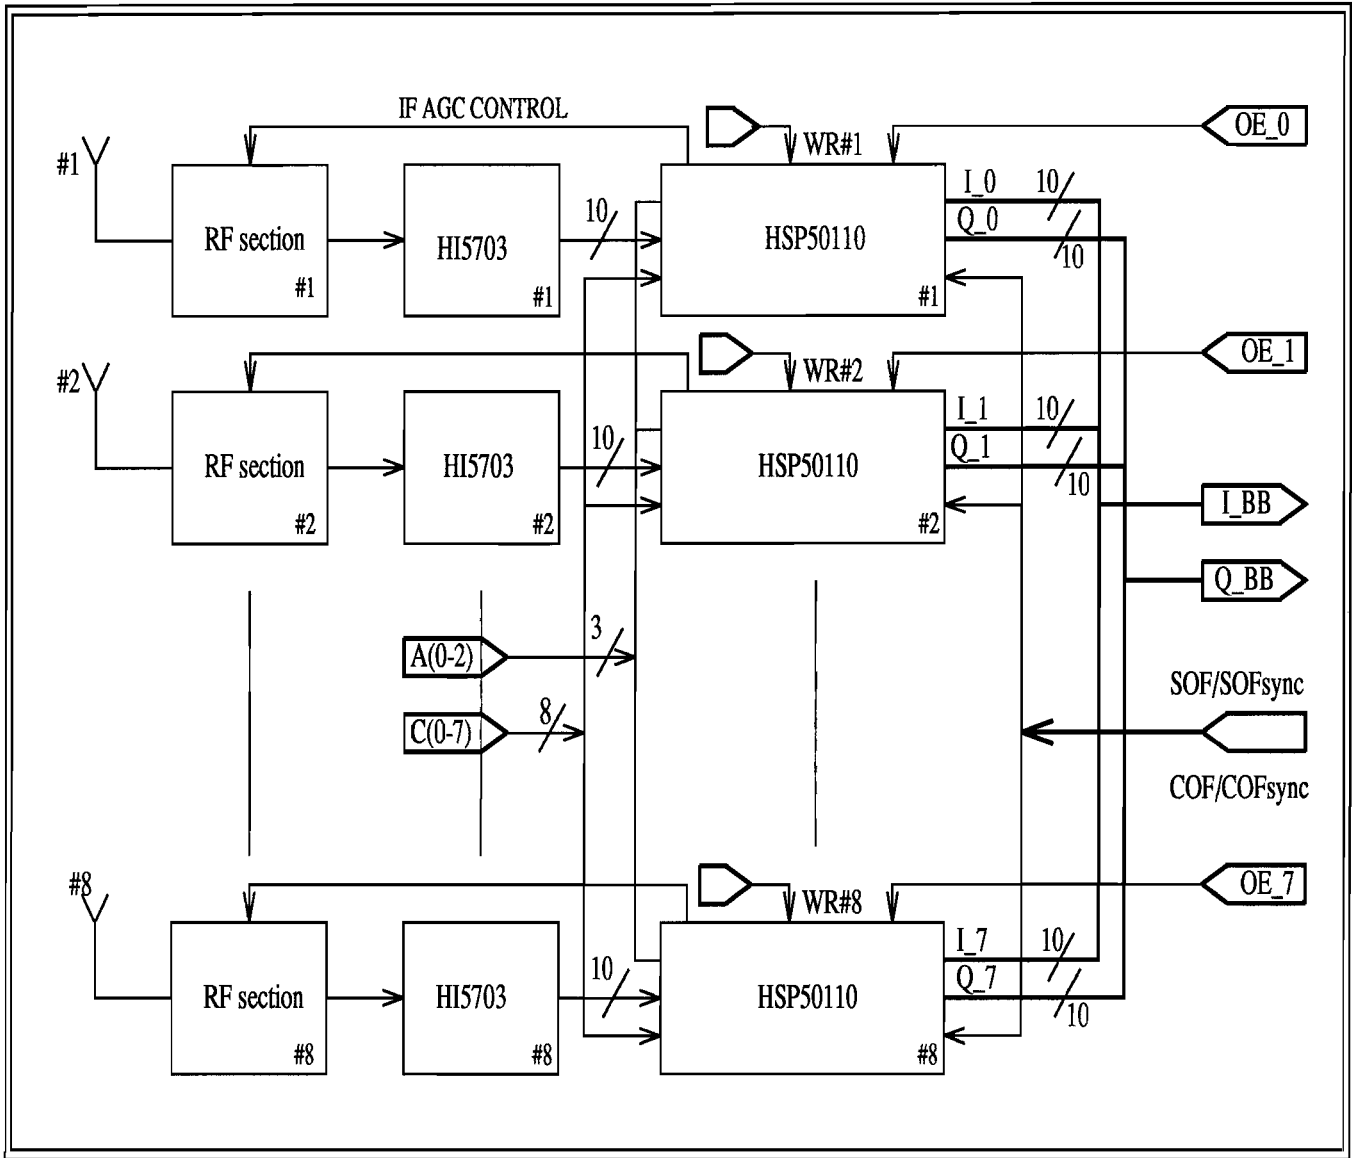 IF AGC CONTROL
#1
WR#1
OE_0
RF section
#1
HI5703
#1
10
HSP50110
#1
I_0
10
Q_0
10
#2
WR#2
OE_1
RF section
#2
HI5703
#2
10
HSP50110
#2
I_1
10
Q_1
10
I_BB
Q_BB
A(0-2)
3
C(0-7)
8
SOF/SOFsync
COF/COFsync
#8
WR#8
OE_7
RF section
#8
HI5703
#8
10
HSP50110
#8
I_7
10
Q_7
10